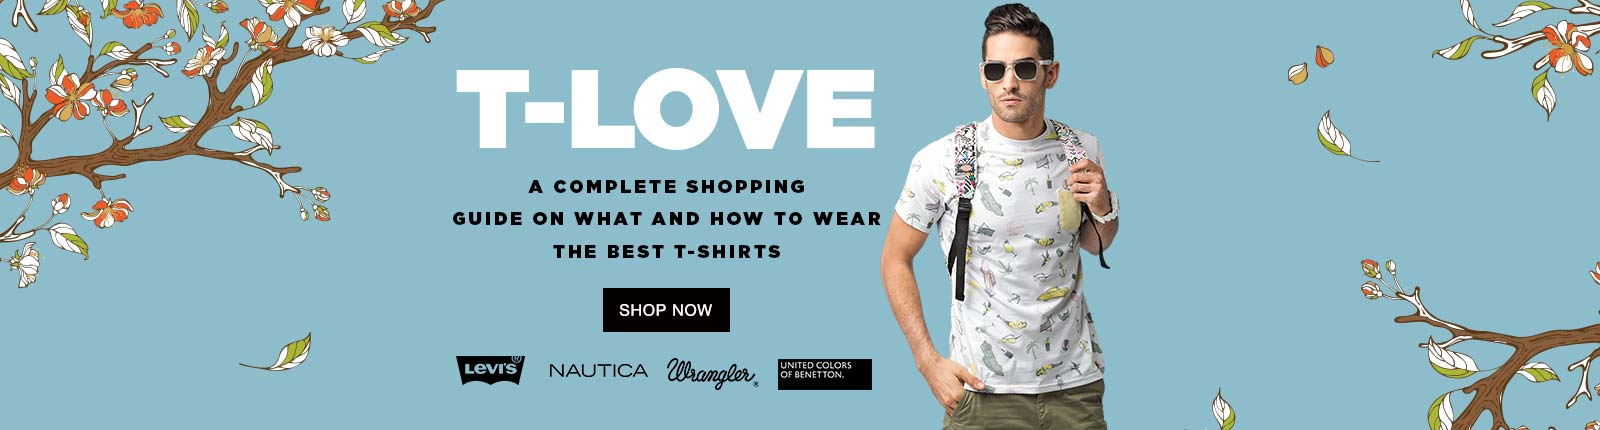 T-LOVE
A COMPLETE SHOPPING
GUIDE ON WHAT AND HOW TO WEAR
THE BEST T-SHIRTS
SHOP NOW
LEVI'S®
NAUTICA
Wrangler®
UNITED COLORS
OF BENETTON.